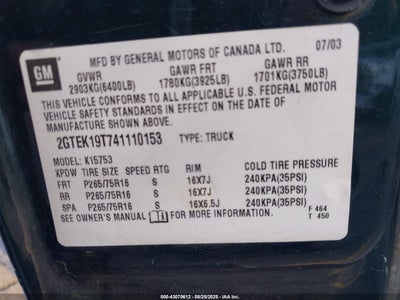 GM
MFD BY GENERAL MOTORS OF CANADA LTD. 07/03
GVWR GAWR FRT GAWR RR
2903KG(6400LB) 1780KG(3925LB) 1701KG(3750LB)
THIS VEHICLE CONFORMS TO ALL APPLICABLE U.S. FEDERAL MOTOR
VEHICLE SAFETY STANDARDS IN EFFECT ON THE DATE OF
MANUFACTURE SHOWN ABOVE.
2GTEK19T741110153 TYPE: TRUCK
MODEL: K15753
KPDW TIRE SIZE SPEED RTG RIM COLD TIRE PRESSURE
FRT P265/75R16 S 16X7J 240KPA(35PSI)
RR P265/75R16 S 16X7J 240KPA(35PSI)
SPA P265/75R16 S 16X6.5J 240KPA(35PSI)
SEE OWNER'S MANUAL FOR MORE INFORMATION. F 464
T 450
000-43070612 - 08/29/2025 - IAA Inc.